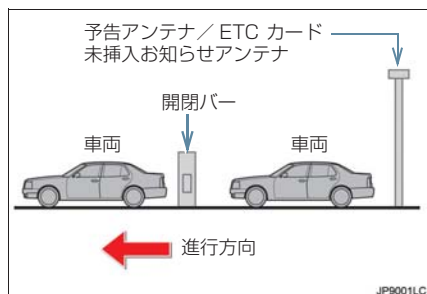 予告アンテナ／ETC カード
未挿入お知らせアンテナ
開閉バー
車両
車両
進行方向
JP9001LC